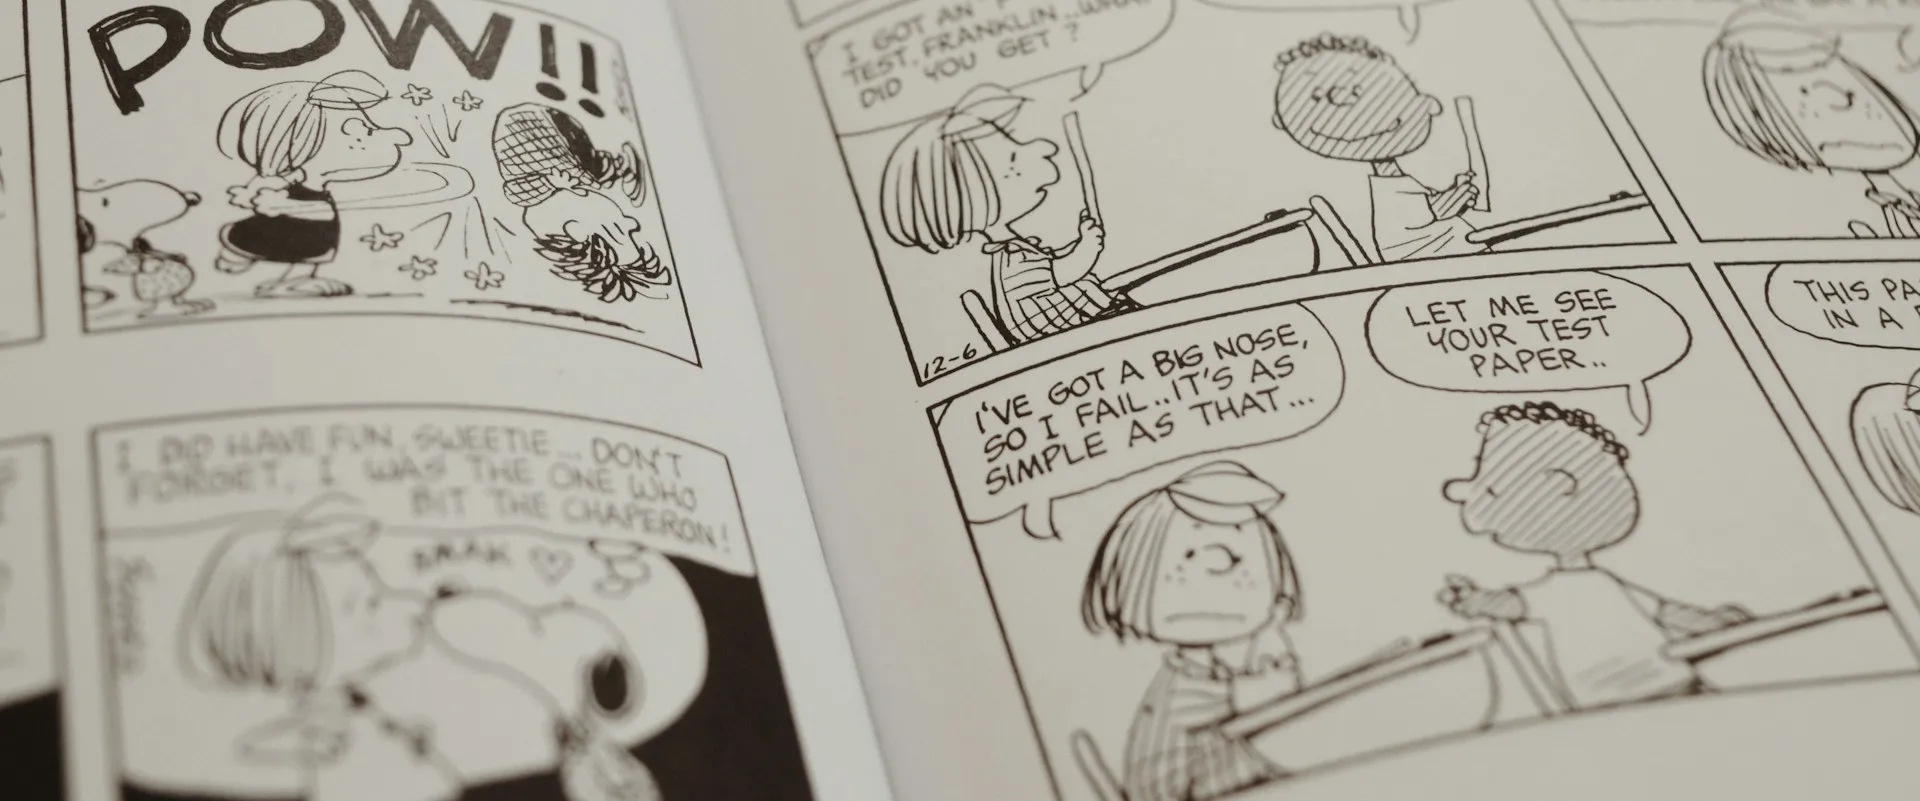 POW!!
I DID HAVE FUN, SWEETIE... DON'T
FORGET, I WAS THE ONE WHO
BIT THE CHAPERON!
SMAK
I GOT AN
TEST, FRANKLIN.. WHAT
DID YOU GET ?
12-6
I'VE GOT A BIG NOSE,
SO I FAIL.. IT'S AS
SIMPLE AS THAT...
LET ME SEE
YOUR TEST
PAPER..
THIS
IN A